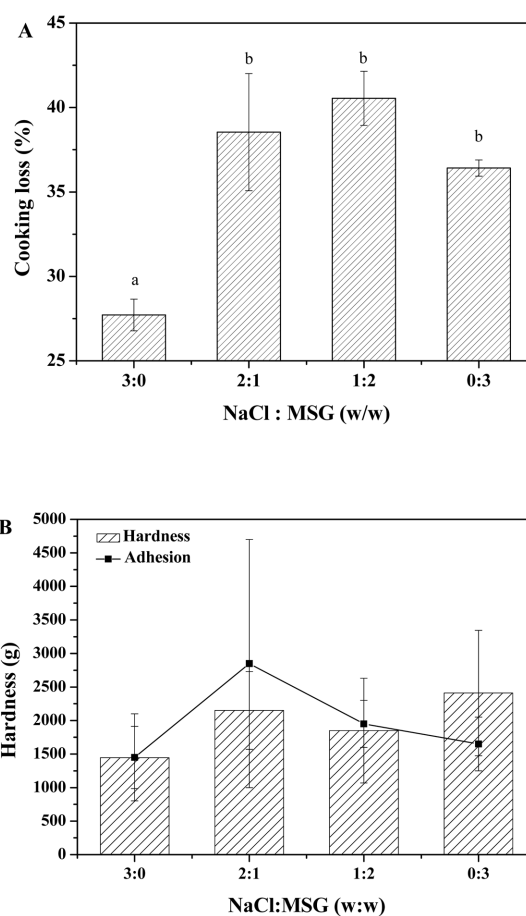 A
45
40
35
30
25
Cooking loss (%)
a
b
b
b
3:0 2:1 1:2 0:3
NaCl : MSG (w/w)
B
5000
4500
4000
3500
3000
2500
2000
1500
1000
500
0
Hardness (g)
Hardness
Adhesion
3:0 2:1 1:2 0:3
NaCl:MSG (w:w)